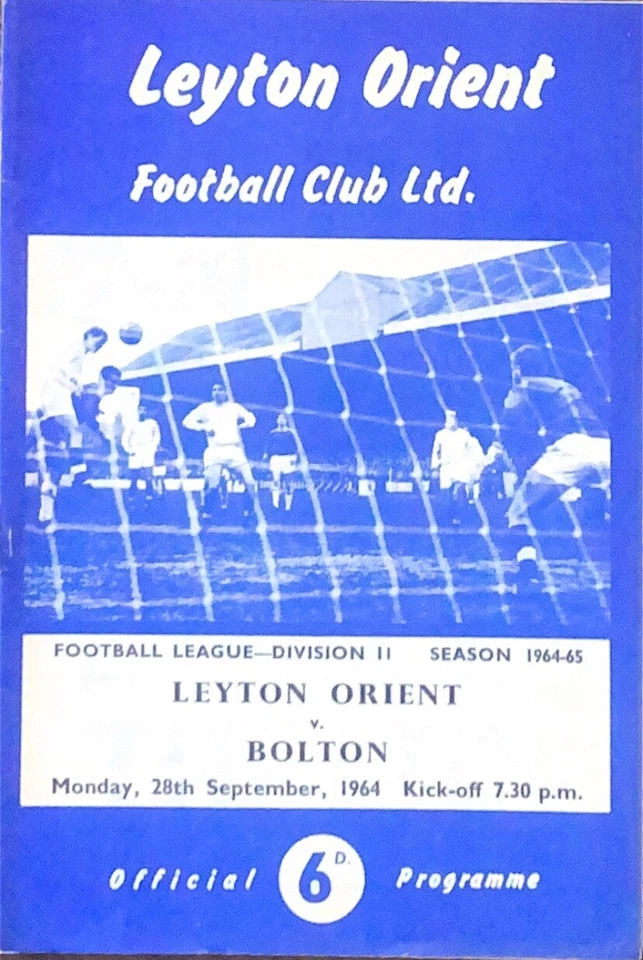 Leyton Orient
Football Club Ltd.
FOOTBALL LEAGUE—DIVISION II SEASON 1964-65
LEYTON ORIENT
v.
BOLTON
Monday, 28th September, 1964 Kick-off 7.30 p.m.
Official 6D. Programme